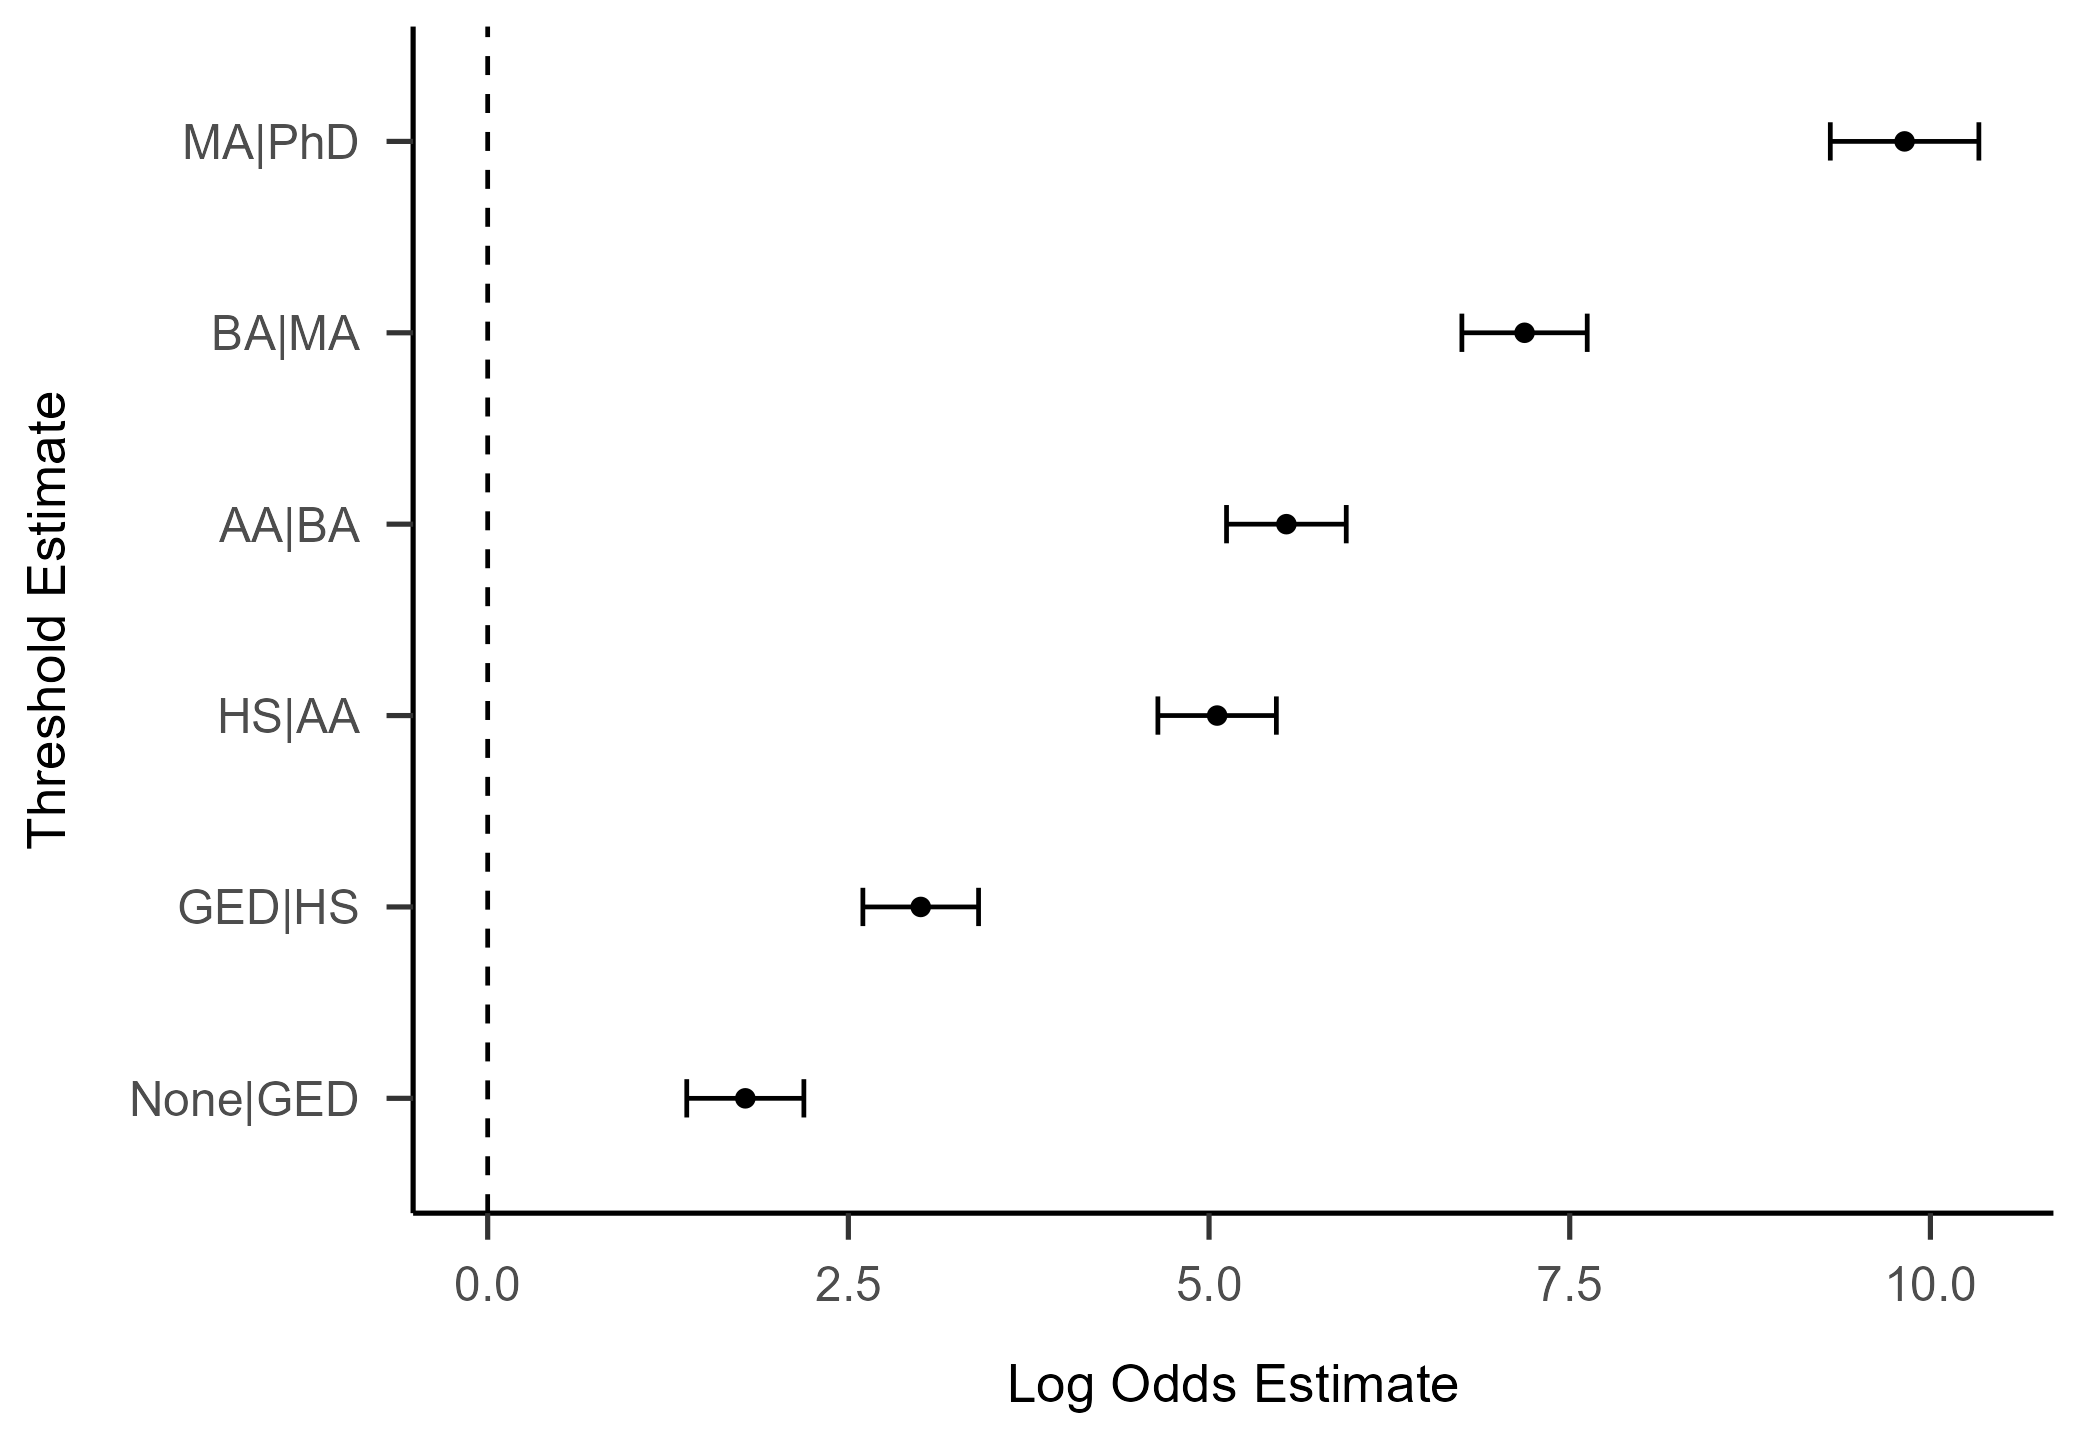 Threshold Estimate
MA|PhD
BA|MA
AA|BA
HS|AA
GED|HS
None|GED
0.0 2.5 5.0 7.5 10.0
Log Odds Estimate